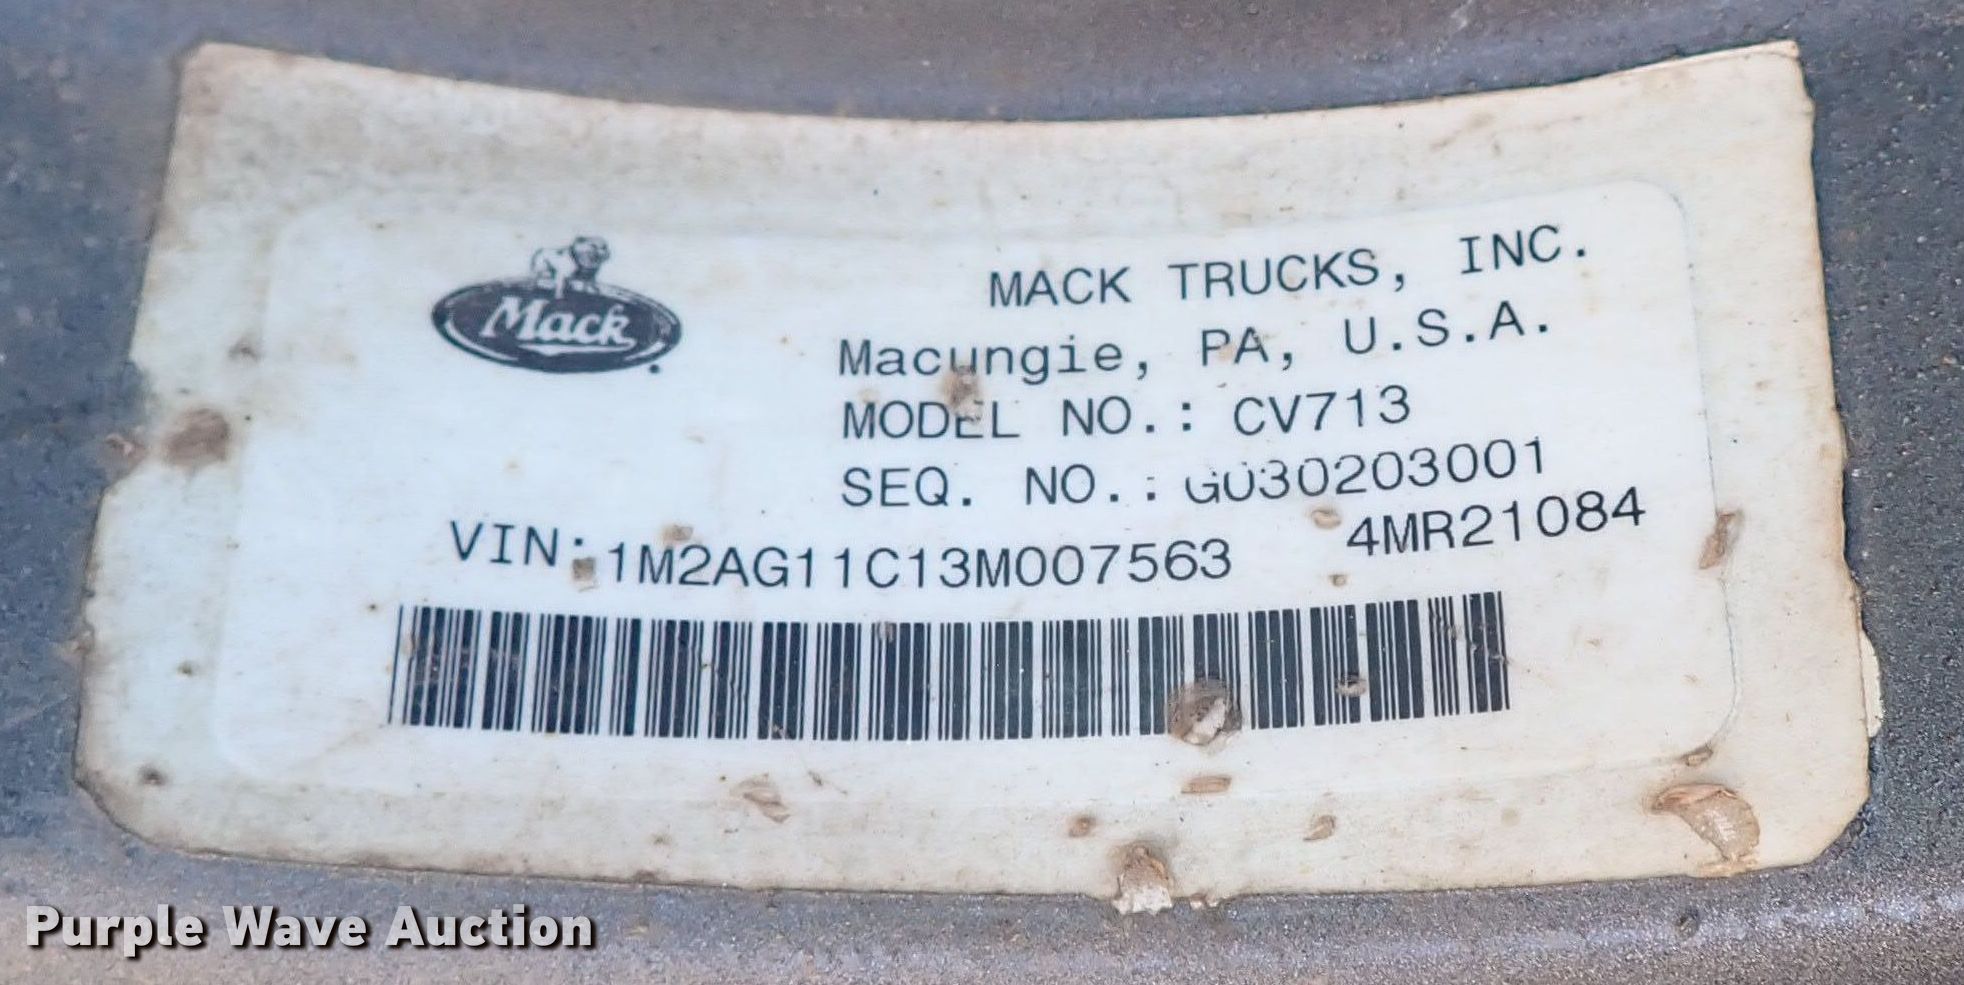 Mack
MACK TRUCKS, INC.
Macungie, PA, U.S.A.
MODEL NO.: CV713
SEQ. NO.: G030203001
VIN: 1M2AG11C13M007563 4MR21084
Purple Wave Auction